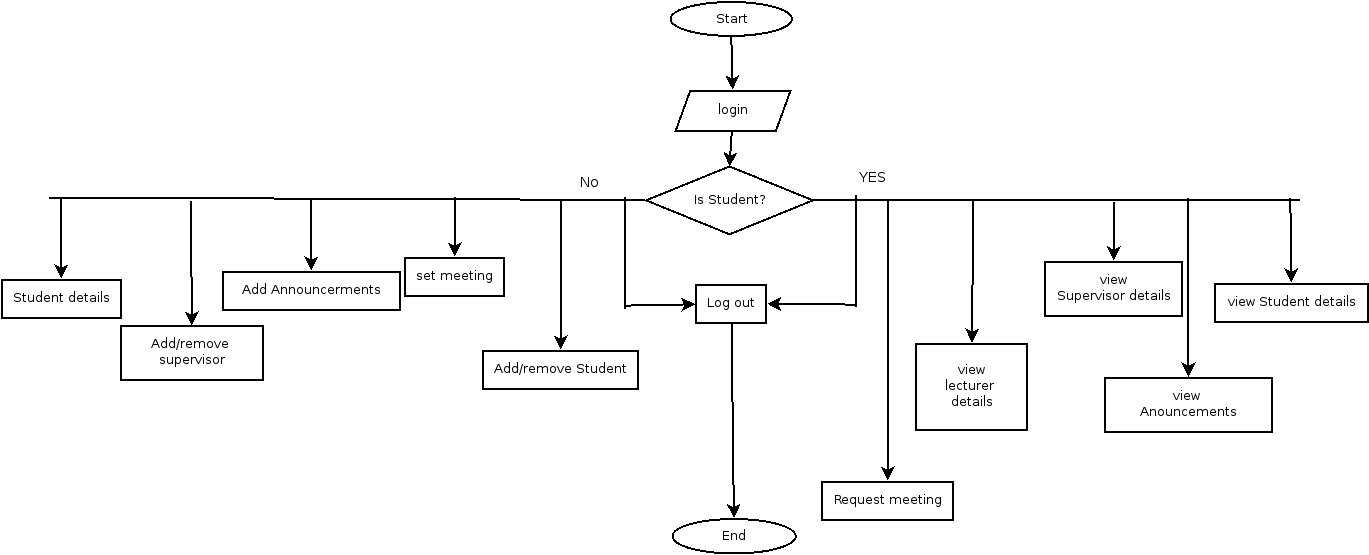 Start
login
No
YES
Is Student?
Student details
Add/remove
supervisor
Add Announcerments
set meeting
Add/remove Student
Log out
Request meeting
view
lecturer
details
view
Supervisor details
view
Anouncements
view Student details
End